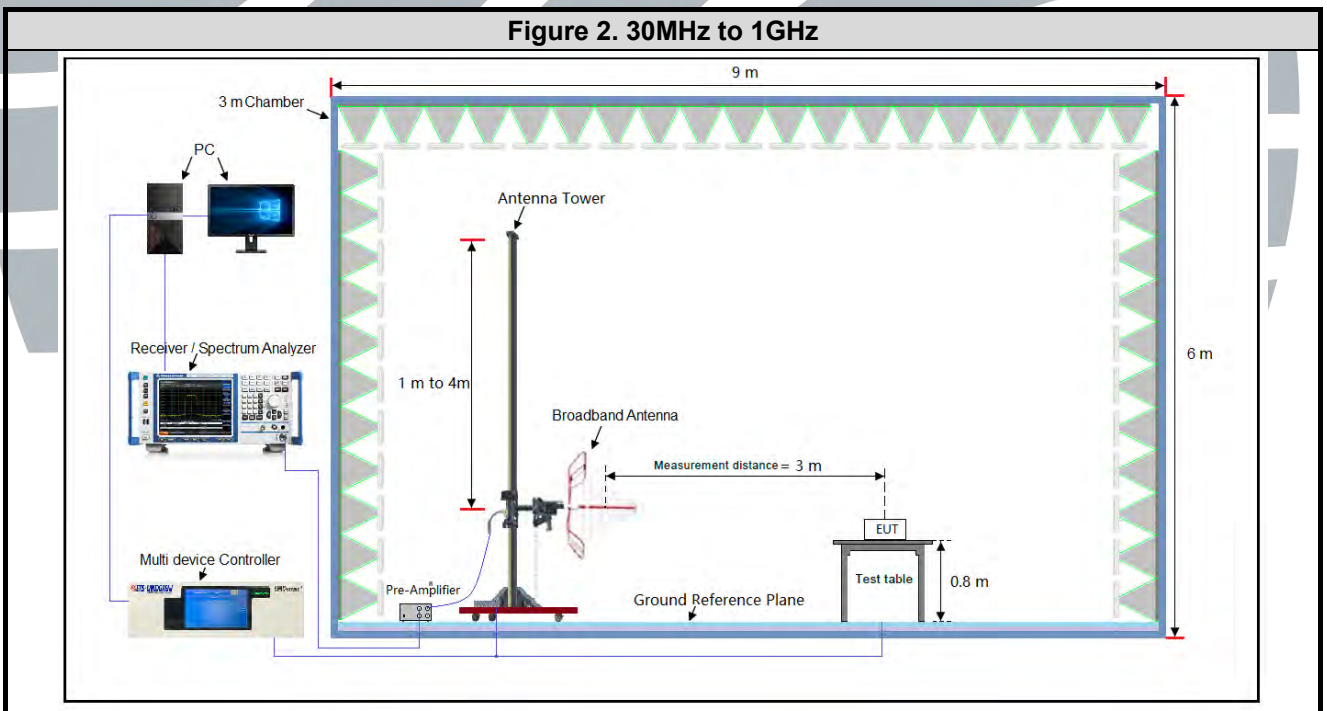 Figure 2. 30MHz to 1GHz
9 m
3 m Chamber
PC
Antenna Tower
Receiver / Spectrum Analyzer
1 m to 4m
6 m
Broadband Antenna
Measurement distance = 3 m
EUT
Multi device Controller
Test table
0.8 m
Pre-Amplifier
Ground Reference Plane